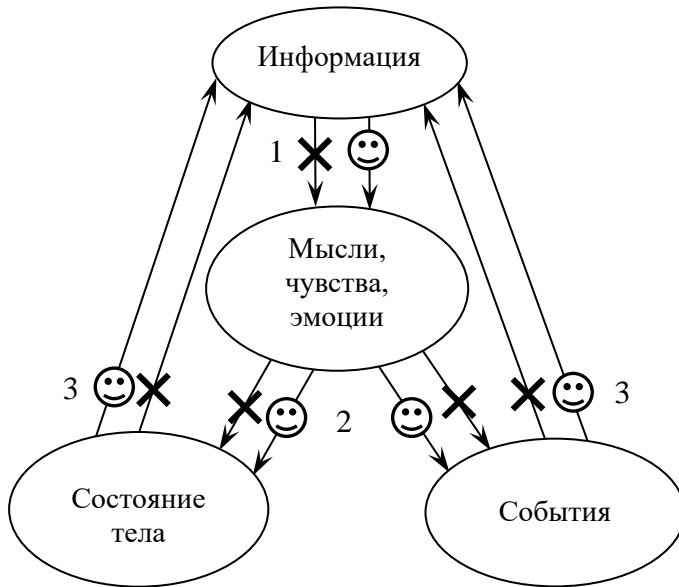 Информация
1
Мысли,
чувства,
эмоции
3
2
3
Состояние
тела
События